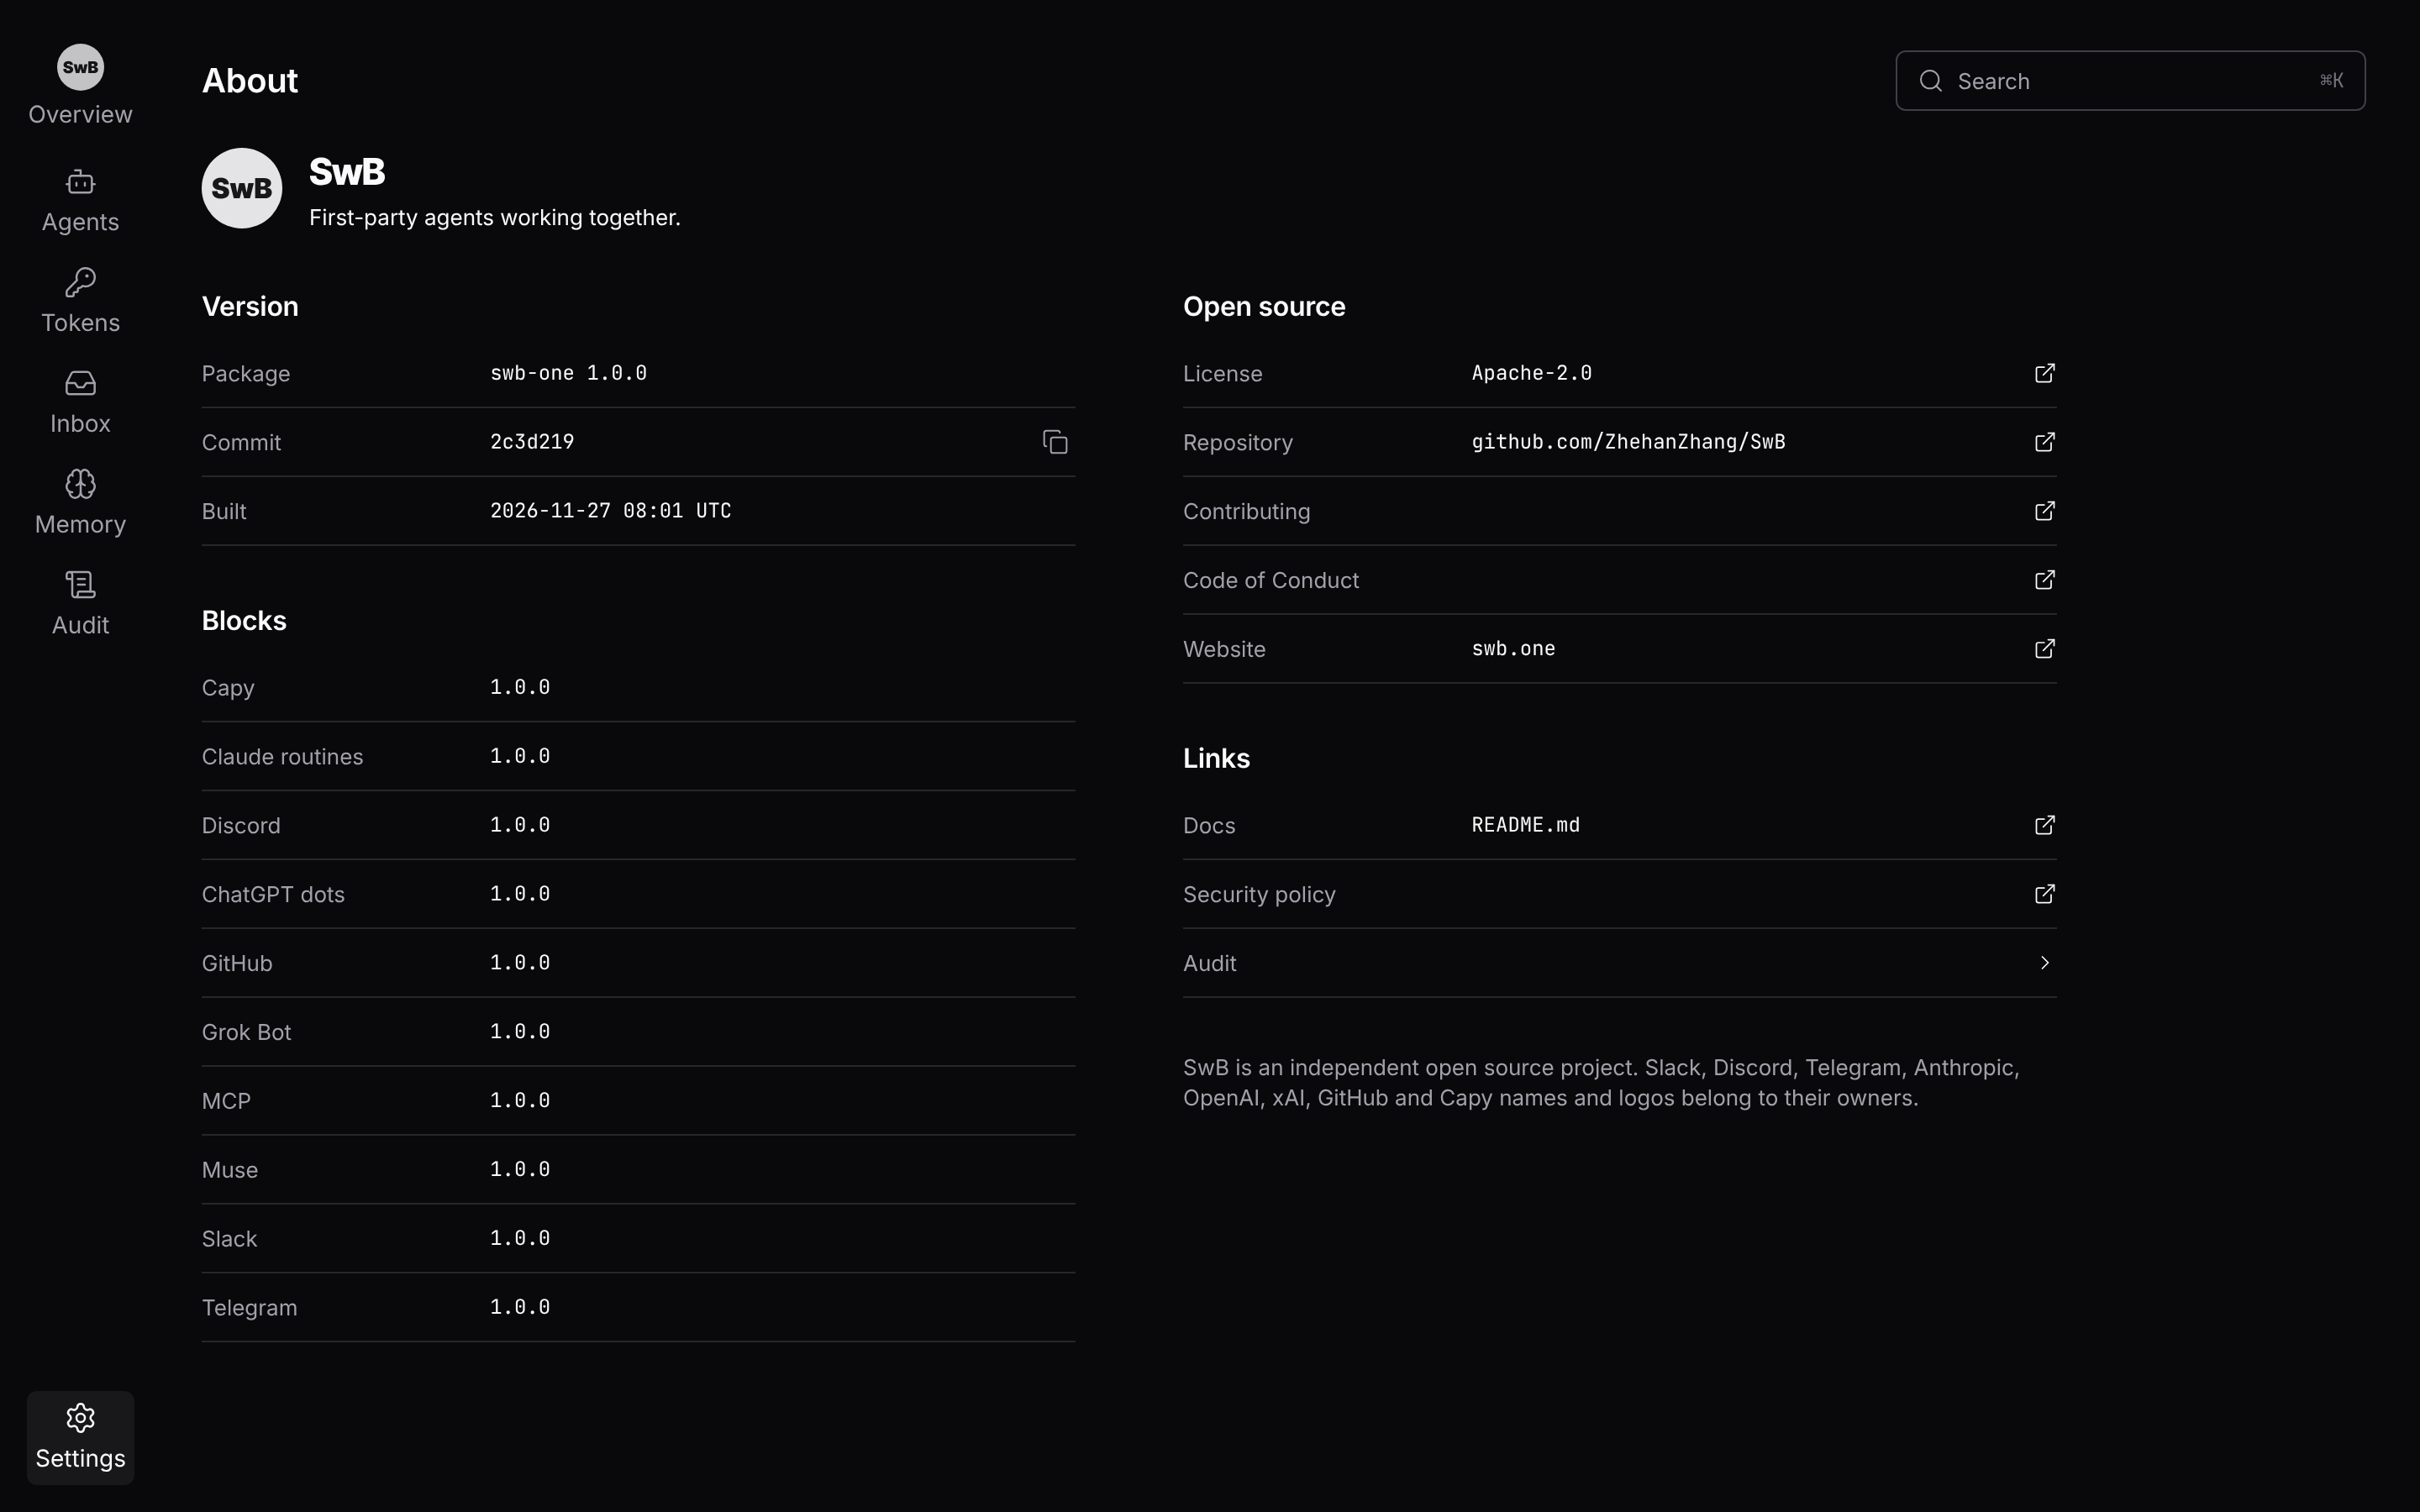 SwB
Overview
Agents
Tokens
Inbox
Memory
Audit
Settings
About
Search ⌘K
SwB
SwB
First-party agents working together.
Version
Package swb-one 1.0.0
Commit 2c3d219
Built 2026-11-27 08:01 UTC
Blocks
Capy 1.0.0
Claude routines 1.0.0
Discord 1.0.0
ChatGPT dots 1.0.0
GitHub 1.0.0
Grok Bot 1.0.0
MCP 1.0.0
Muse 1.0.0
Slack 1.0.0
Telegram 1.0.0
Open source
License Apache-2.0
Repository github.com/ZhehanZhang/SwB
Contributing
Code of Conduct
Website swb.one
Links
Docs README.md
Security policy
Audit
SwB is an independent open source project. Slack, Discord, Telegram, Anthropic,
OpenAI, xAI, GitHub and Capy names and logos belong to their owners.